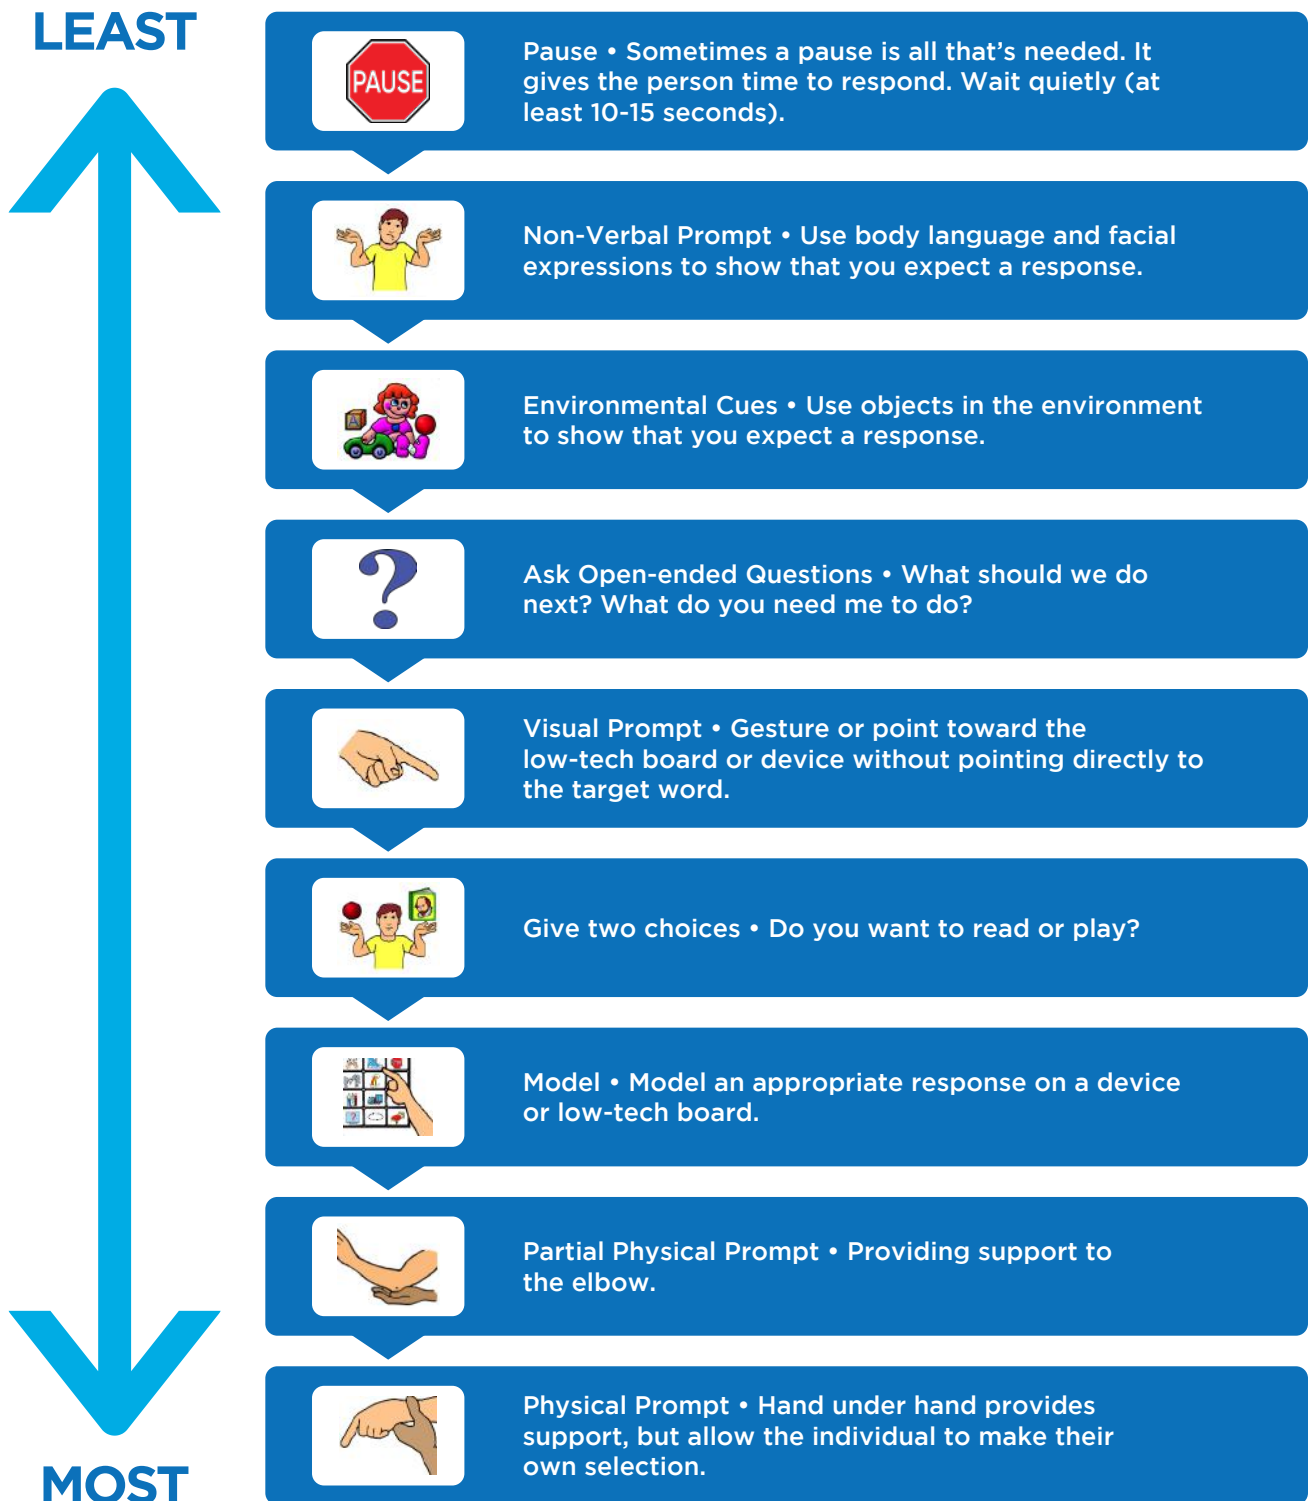 LEAST
PAUSE
Pause • Sometimes a pause is all that’s needed. It
gives the person time to respond. Wait quietly (at
least 10-15 seconds).
Non-Verbal Prompt • Use body language and facial
expressions to show that you expect a response.
A
Environmental Cues • Use objects in the environment
to show that you expect a response.
?
Ask Open-ended Questions • What should we do
next? What do you need me to do?
Visual Prompt • Gesture or point toward the
low-tech board or device without pointing directly to
the target word.
Give two choices • Do you want to read or play?
Model • Model an appropriate response on a device
or low-tech board.
Partial Physical Prompt • Providing support to
the elbow.
Physical Prompt • Hand under hand provides
support, but allow the individual to make their
own selection.
MOST